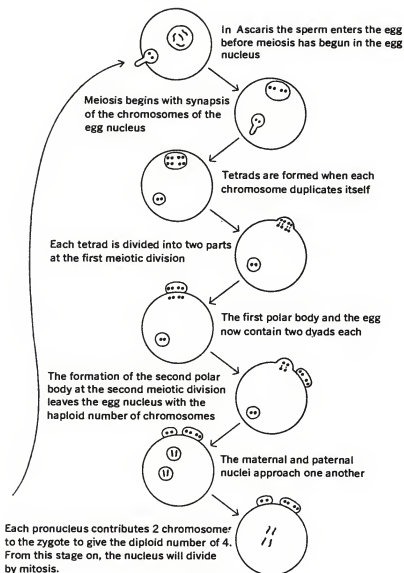 In Ascaris the sperm enters the egg
before meiosis has begun in the egg
nucleus
Meiosis begins with synapsis
of the chromosomes of the
egg nucleus
Tetrads are formed when each
chromosome duplicates itself
Each tetrad is divided into two parts
at the first meiotic division
The first polar body and the egg
now contain two dyads each
The formation of the second polar
body at the second meiotic division
leaves the egg nucleus with the
haploid number of chromosomes
The maternal and paternal
nuclei approach one another
Each pronucleus contributes 2 chromosomes
to the zygote to give the diploid number of 4.
From this stage on, the nucleus will divide
by mitosis.